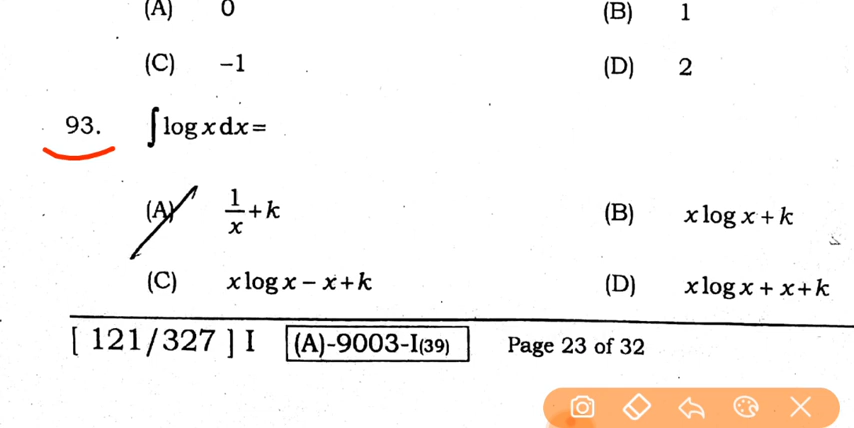 (A) 0 (B) 1
(C) –1 (D) 2
93. ∫log x dx =
(A) 1/x + k (B) x log x + k
(C) x log x – x + k (D) x log x + x + k
[ 121/327 ] I (A)-9003-I(39) Page 23 of 32